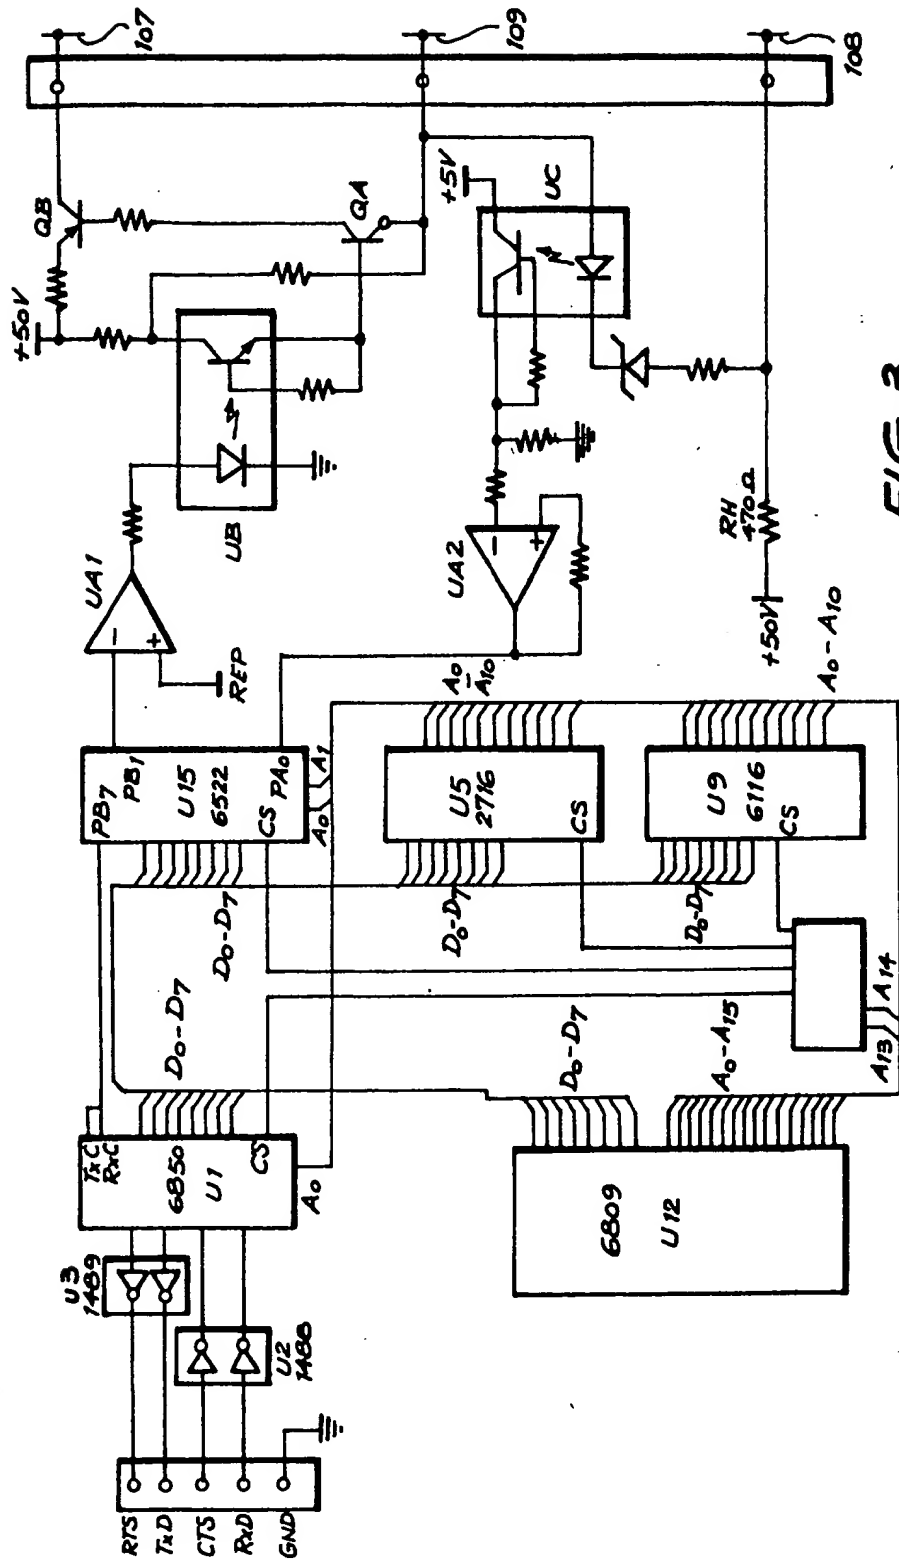 107
109
108
+50V
QB
QA
+5V
UC
UB
UA1
REP
UA2
RH
470Ω
+50V
PB7
PB1
U15
6522
CS
PA0
A0
A1
A0
-
A10
U5
2716
CS
A0-A10
U9
6116
CS
D0-D7
D0-D7
D0-D7
D0-D7
D0-D7
A0-A15
A13
A14
TxC
RxC
6850
U1
CS
A0
6809
U12
U3
1489
U2
1488
RTS
TxD
CTS
RxD
GND
FIG 3